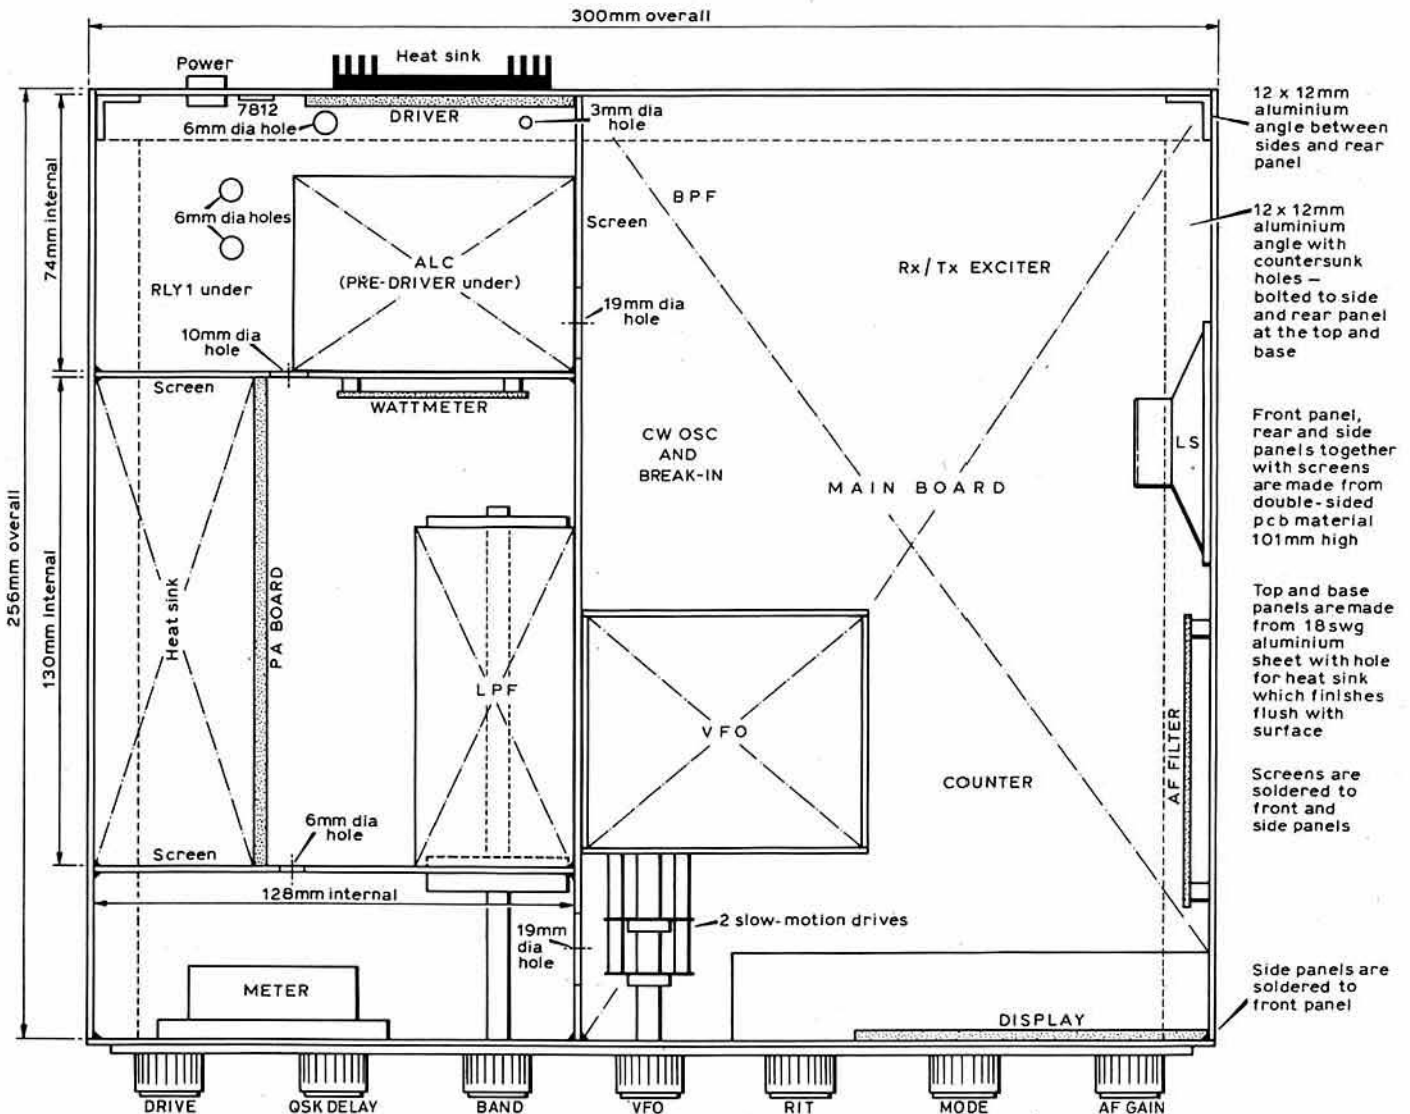 300mm overall
Heat sink
Power
7812
DRIVER
6mm dia hole
3mm dia
hole
12 x 12mm
aluminium
angle between
sides and rear
panel
74mm internal
6mm dia holes
BPF
Screen
ALC
(PRE-DRIVER under)
Rx/Tx EXCITER
RLY1 under
12 x 12mm
aluminium
angle with
countersunk
holes –
bolted to side
and rear panel
at the top and
base
19mm dia
hole
10mm dia
hole
Screen
WATTMETER
CW OSC
AND
BREAK-IN
MAIN BOARD
LS
Front panel,
rear and side
panels together
with screens
are made from
double-sided
pcb material
101mm high
256mm overall
130mm internal
Heat sink
PA BOARD
LPF
VFO
COUNTER
AF FILTER
Top and base
panels are made
from 18swg
aluminium
sheet with hole
for heat sink
which finishes
flush with
surface
Screens are
soldered to
front and
side panels
6mm dia
hole
Screen
128mm internal
19mm
dia
hole
2 slow-motion drives
METER
DISPLAY
Side panels are
soldered to
front panel
DRIVE
QSK DELAY
BAND
VFO
RIT
MODE
AF GAIN